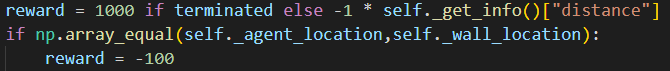 reward = 1000 if terminated else -1 * self._get_info()["distance"]
if np.array_equal(self._agent_location,self._wall_location):
    reward = -100